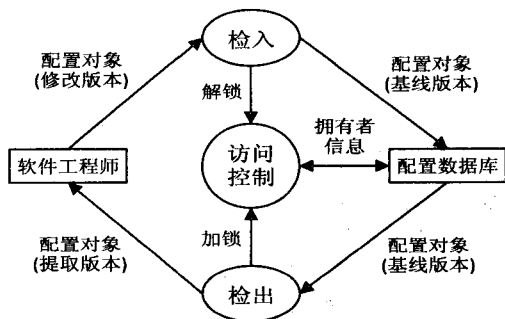 检入
配置对象
(修改版本)
配置对象
(基线版本)
解锁
拥有者
信息
软件工程师
访问
控制
配置数据库
加锁
配置对象
(提取版本)
配置对象
(基线版本)
检出